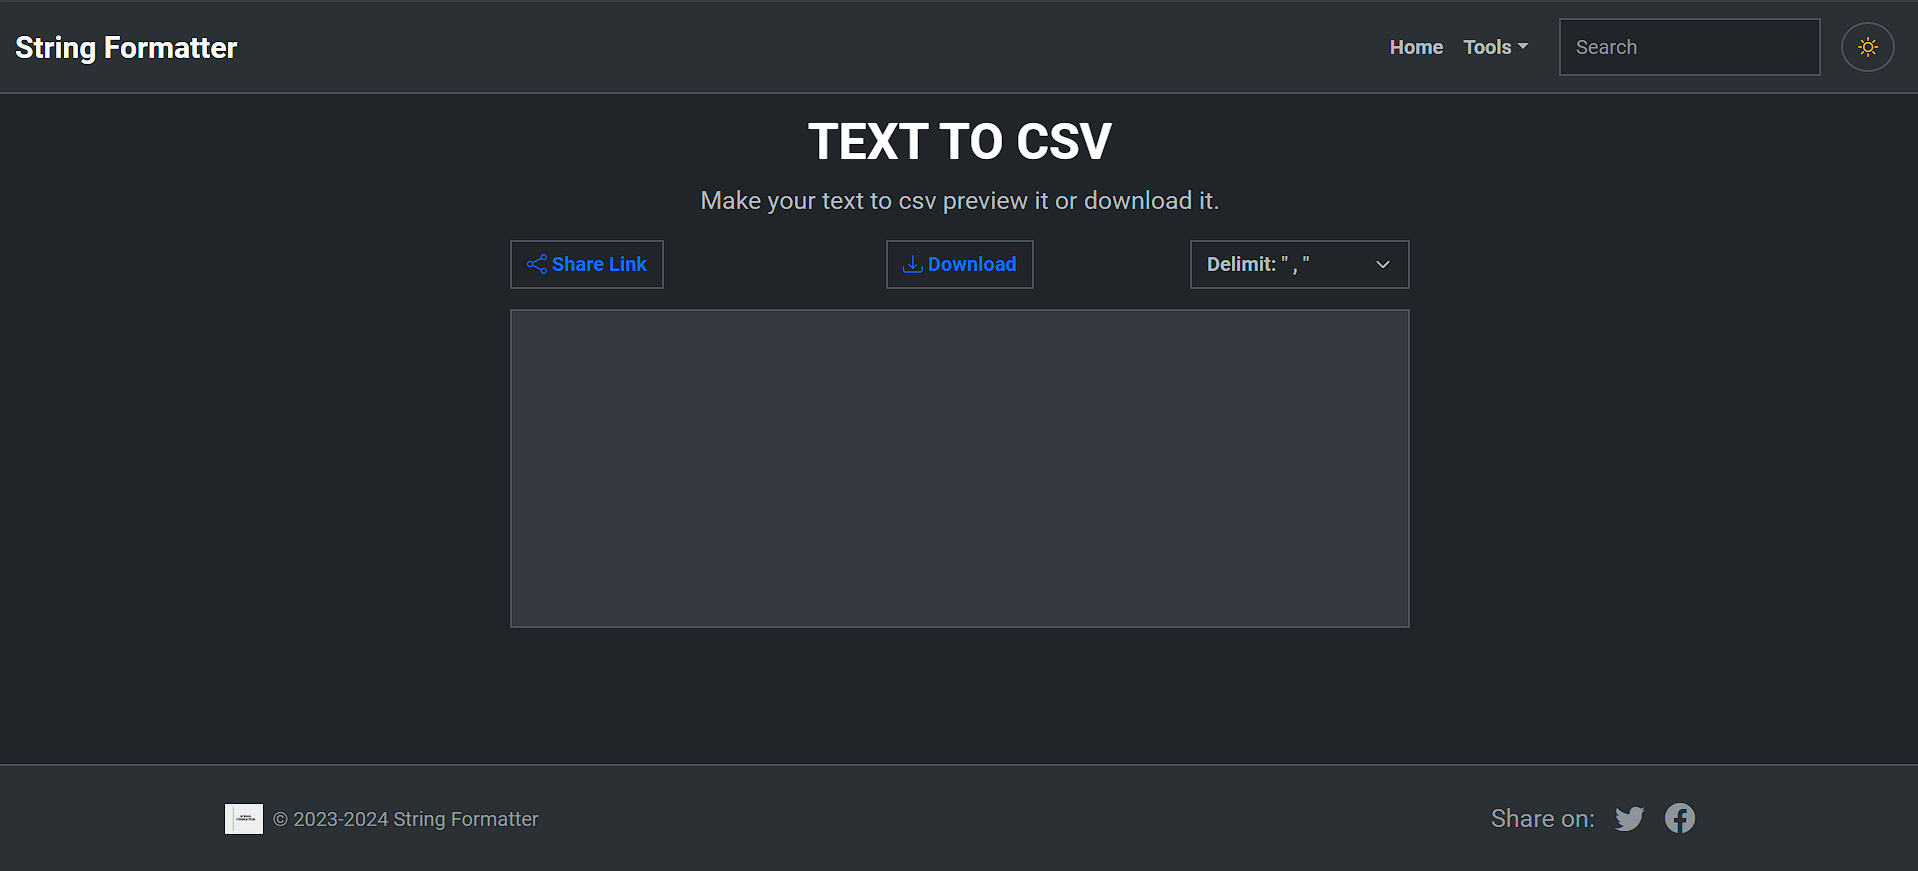 String Formatter
Home Tools Search
TEXT TO CSV
Make your text to csv preview it or download it.
Share Link Download Delimit: " , "
© 2023-2024 String Formatter Share on: